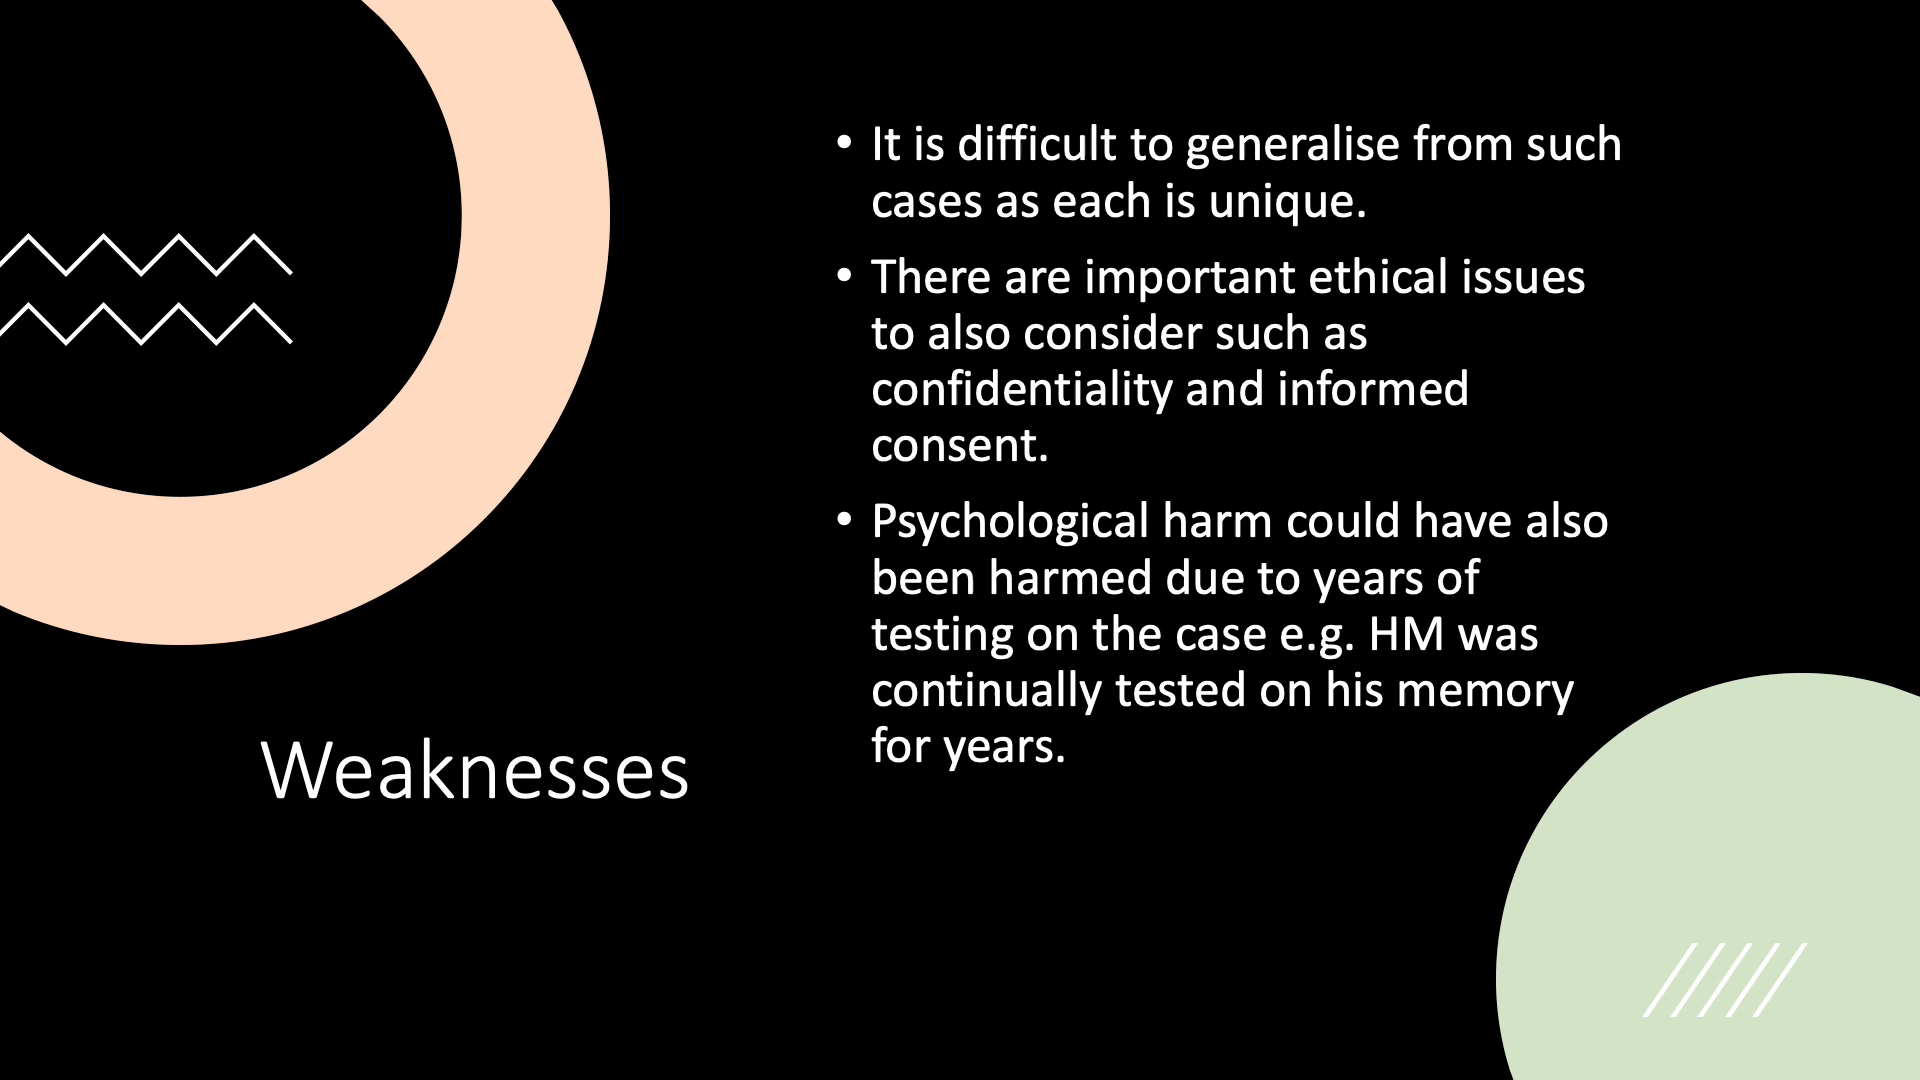 Weaknesses
• It is difficult to generalise from such
cases as each is unique.
• There are important ethical issues
to also consider such as
confidentiality and informed
consent.
• Psychological harm could have also
been harmed due to years of
testing on the case e.g. HM was
continually tested on his memory
for years.